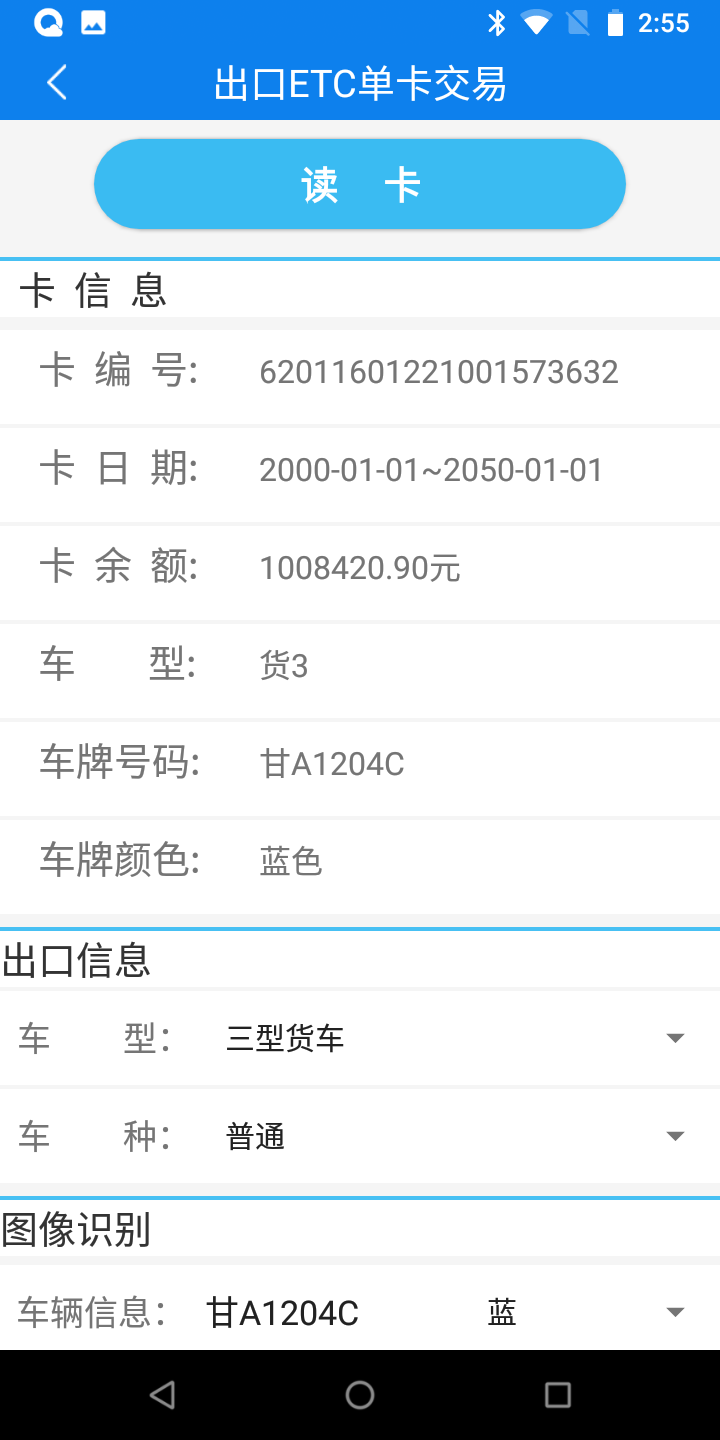 2:55
出口ETC单卡交易
读 卡
卡 信 息
卡 编 号: 62011601221001573632
卡 日 期: 2000-01-01~2050-01-01
卡 余 额: 1008420.90元
车 型: 货3
车牌号码: 甘A1204C
车牌颜色: 蓝色
出口信息
车 型： 三型货车
车 种： 普通
图像识别
车辆信息： 甘A1204C 蓝